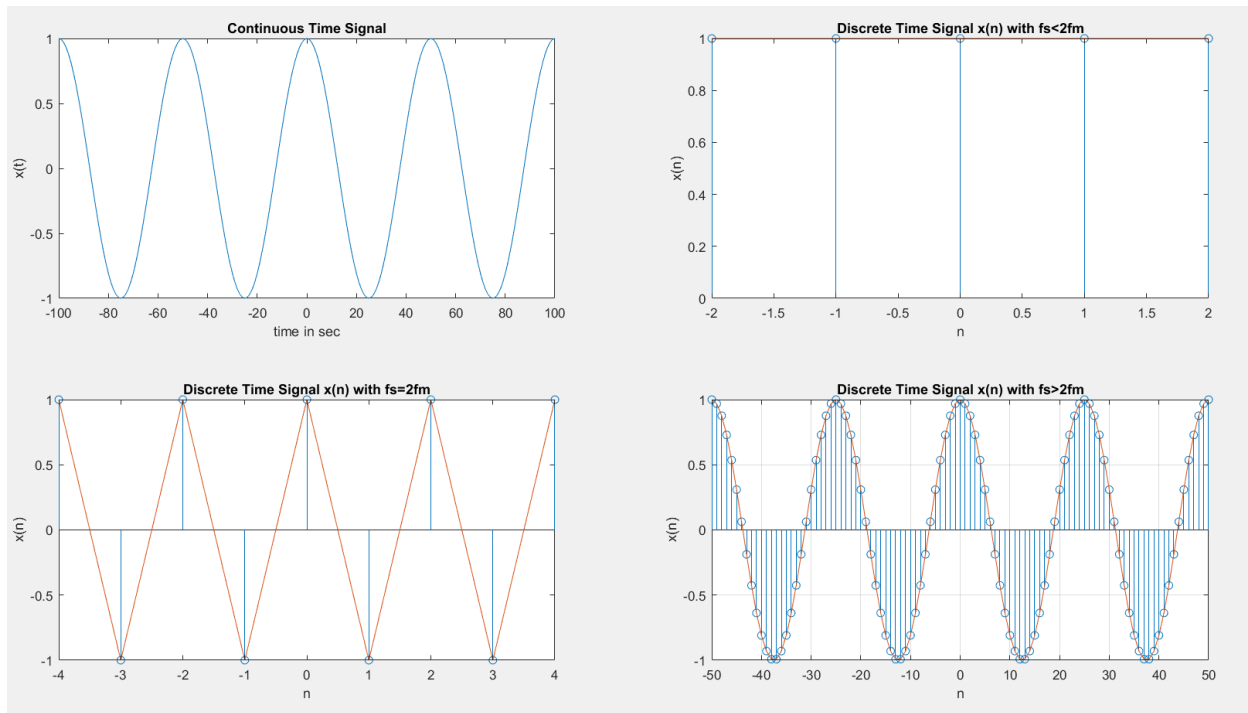 Continuous Time Signal
1
0.5
0
-0.5
-1
x(t)
-100 -80 -60 -40 -20 0 20 40 60 80 100
time in sec
Discrete Time Signal x(n) with fs<2fm
1
0.8
0.6
0.4
0.2
0
x(n)
-2 -1.5 -1 -0.5 0 0.5 1 1.5 2
n
Discrete Time Signal x(n) with fs=2fm
1
0.5
0
-0.5
-1
x(n)
-4 -3 -2 -1 0 1 2 3 4
n
Discrete Time Signal x(n) with fs>2fm
1
0.5
0
-0.5
-1
x(n)
-50 -40 -30 -20 -10 0 10 20 30 40 50
n